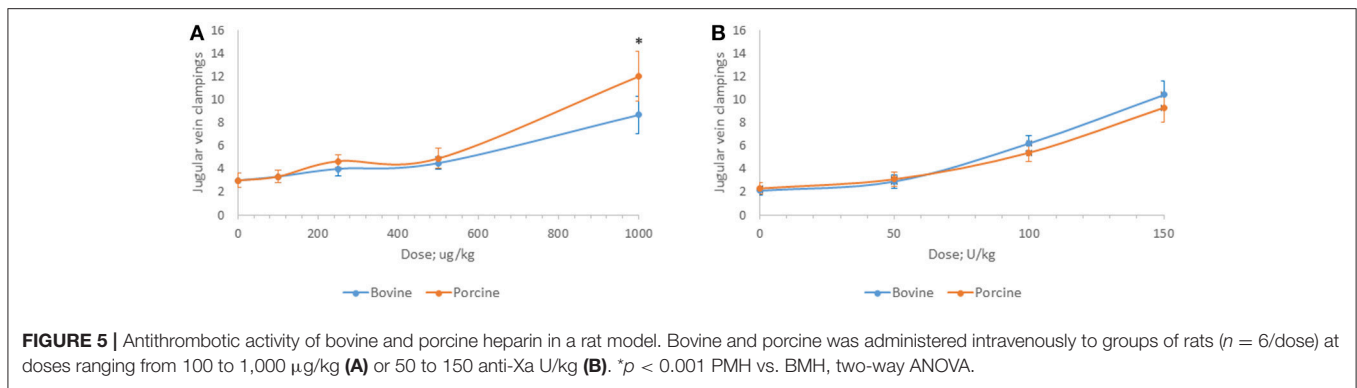 A
*
Jugular vein clampings
16
14
12
10
8
6
4
2
0
0 200 400 600 800 1000
Dose; ug/kg
Bovine Porcine
B
Jugular vein clampings
16
14
12
10
8
6
4
2
0
0 50 100 150
Dose; U/kg
Bovine Porcine
FIGURE 5 | Antithrombotic activity of bovine and porcine heparin in a rat model. Bovine and porcine was administered intravenously to groups of rats (n = 6/dose) at
doses ranging from 100 to 1,000 μg/kg (A) or 50 to 150 anti-Xa U/kg (B). *p < 0.001 PMH vs. BMH, two-way ANOVA.